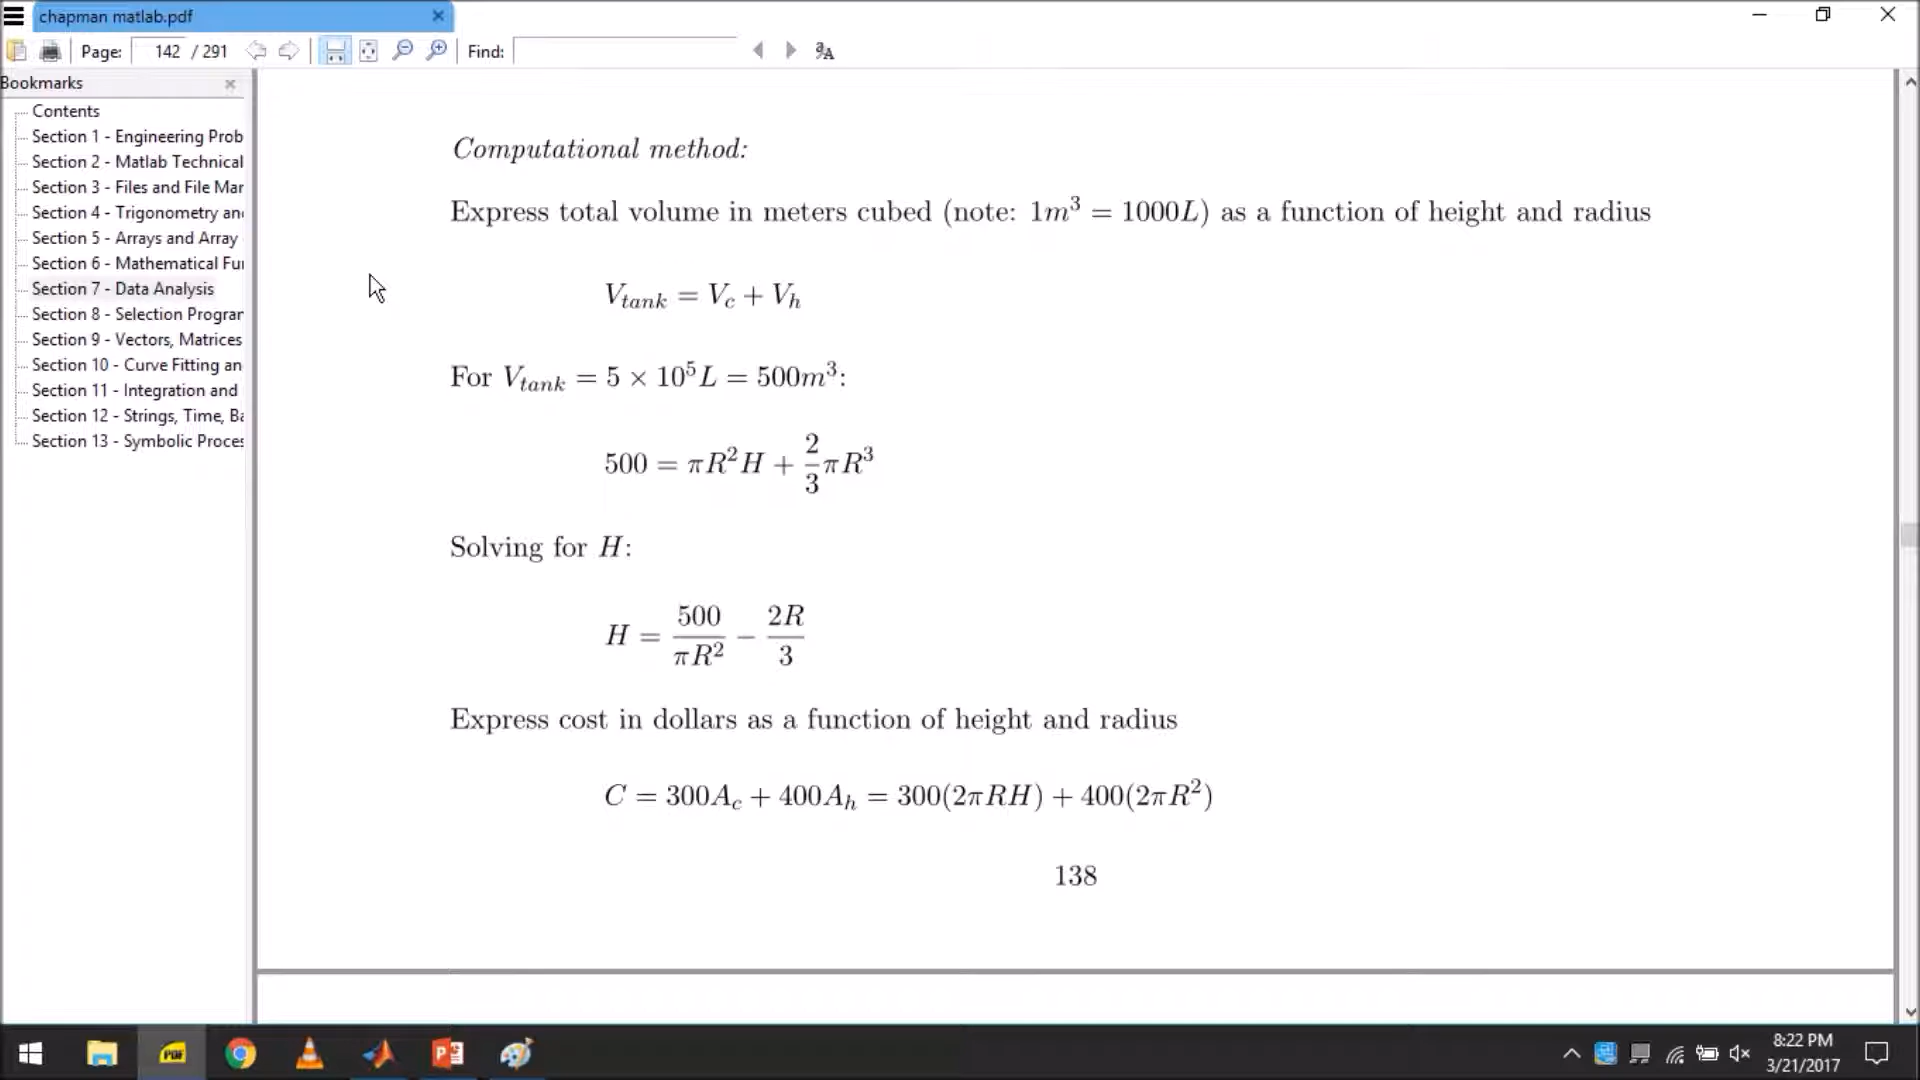 chapman matlab.pdf
Page: 142 / 291 Find:
Bookmarks
Contents
Section 1 - Engineering Prob
Section 2 - Matlab Technical
Section 3 - Files and File Mar
Section 4 - Trigonometry an
Section 5 - Arrays and Array
Section 6 - Mathematical Fu
Section 7 - Data Analysis
Section 8 - Selection Prograr
Section 9 - Vectors, Matrices
Section 10 - Curve Fitting an
Section 11 - Integration and
Section 12 - Strings, Time, Ba
Section 13 - Symbolic Proce
Computational method:
Express total volume in meters cubed (note: 1m³ = 1000L) as a function of height and radius
V_tank = V_c + V_h
For V_tank = 5 × 10⁵L = 500m³:
500 = πR²H + 2/3 πR³
Solving for H:
H = 500/πR² − 2R/3
Express cost in dollars as a function of height and radius
C = 300A_c + 400A_h = 300(2πRH) + 400(2πR²)
138
PDF
P
8:22 PM
3/21/2017